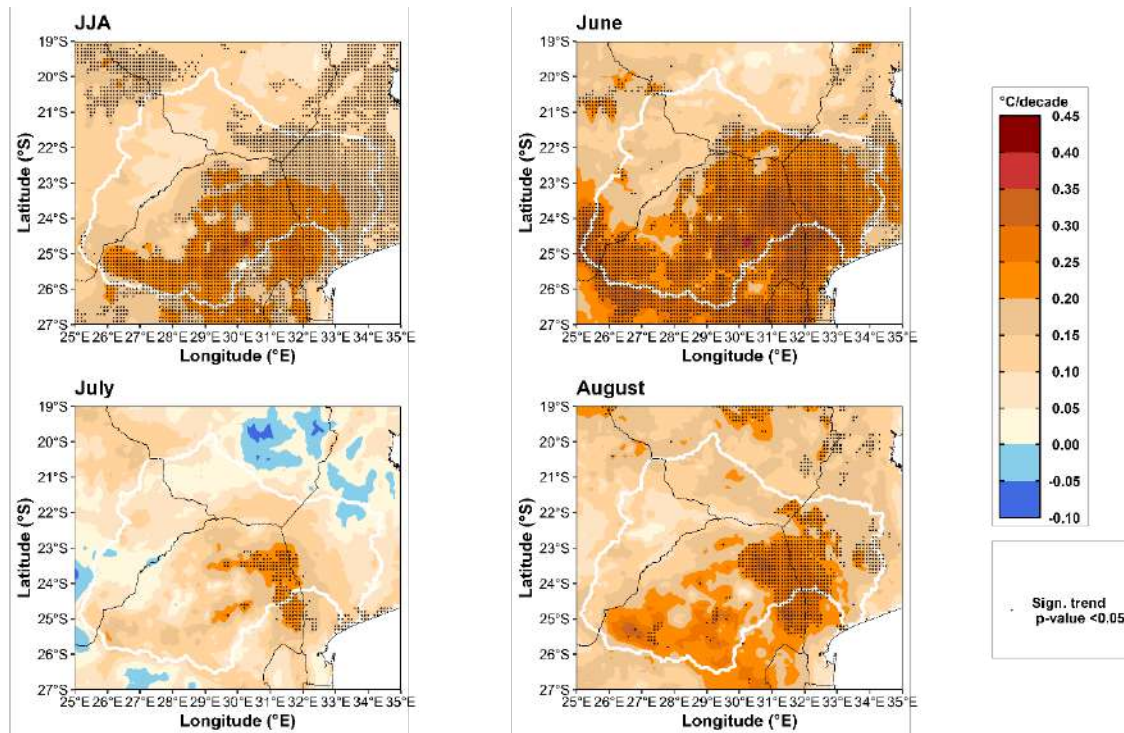 JJA
19°S
20°S
21°S
22°S
23°S
24°S
25°S
26°S
27°S
Latitude (°S)
25°E 26°E 27°E 28°E 29°E 30°E 31°E 32°E 33°E 34°E 35°E
Longitude (°E)
June
19°S
20°S
21°S
22°S
23°S
24°S
25°S
26°S
27°S
Latitude (°S)
25°E 26°E 27°E 28°E 29°E 30°E 31°E 32°E 33°E 34°E 35°E
Longitude (°E)
July
19°S
20°S
21°S
22°S
23°S
24°S
25°S
26°S
27°S
Latitude (°S)
25°E 26°E 27°E 28°E 29°E 30°E 31°E 32°E 33°E 34°E 35°E
Longitude (°E)
August
19°S
20°S
21°S
22°S
23°S
24°S
25°S
26°S
27°S
Latitude (°S)
25°E 26°E 27°E 28°E 29°E 30°E 31°E 32°E 33°E 34°E 35°E
Longitude (°E)
°C/decade
0.45
0.40
0.35
0.30
0.25
0.20
0.15
0.10
0.05
0.00
-0.05
-0.10
Sign. trend
p-value <0.05